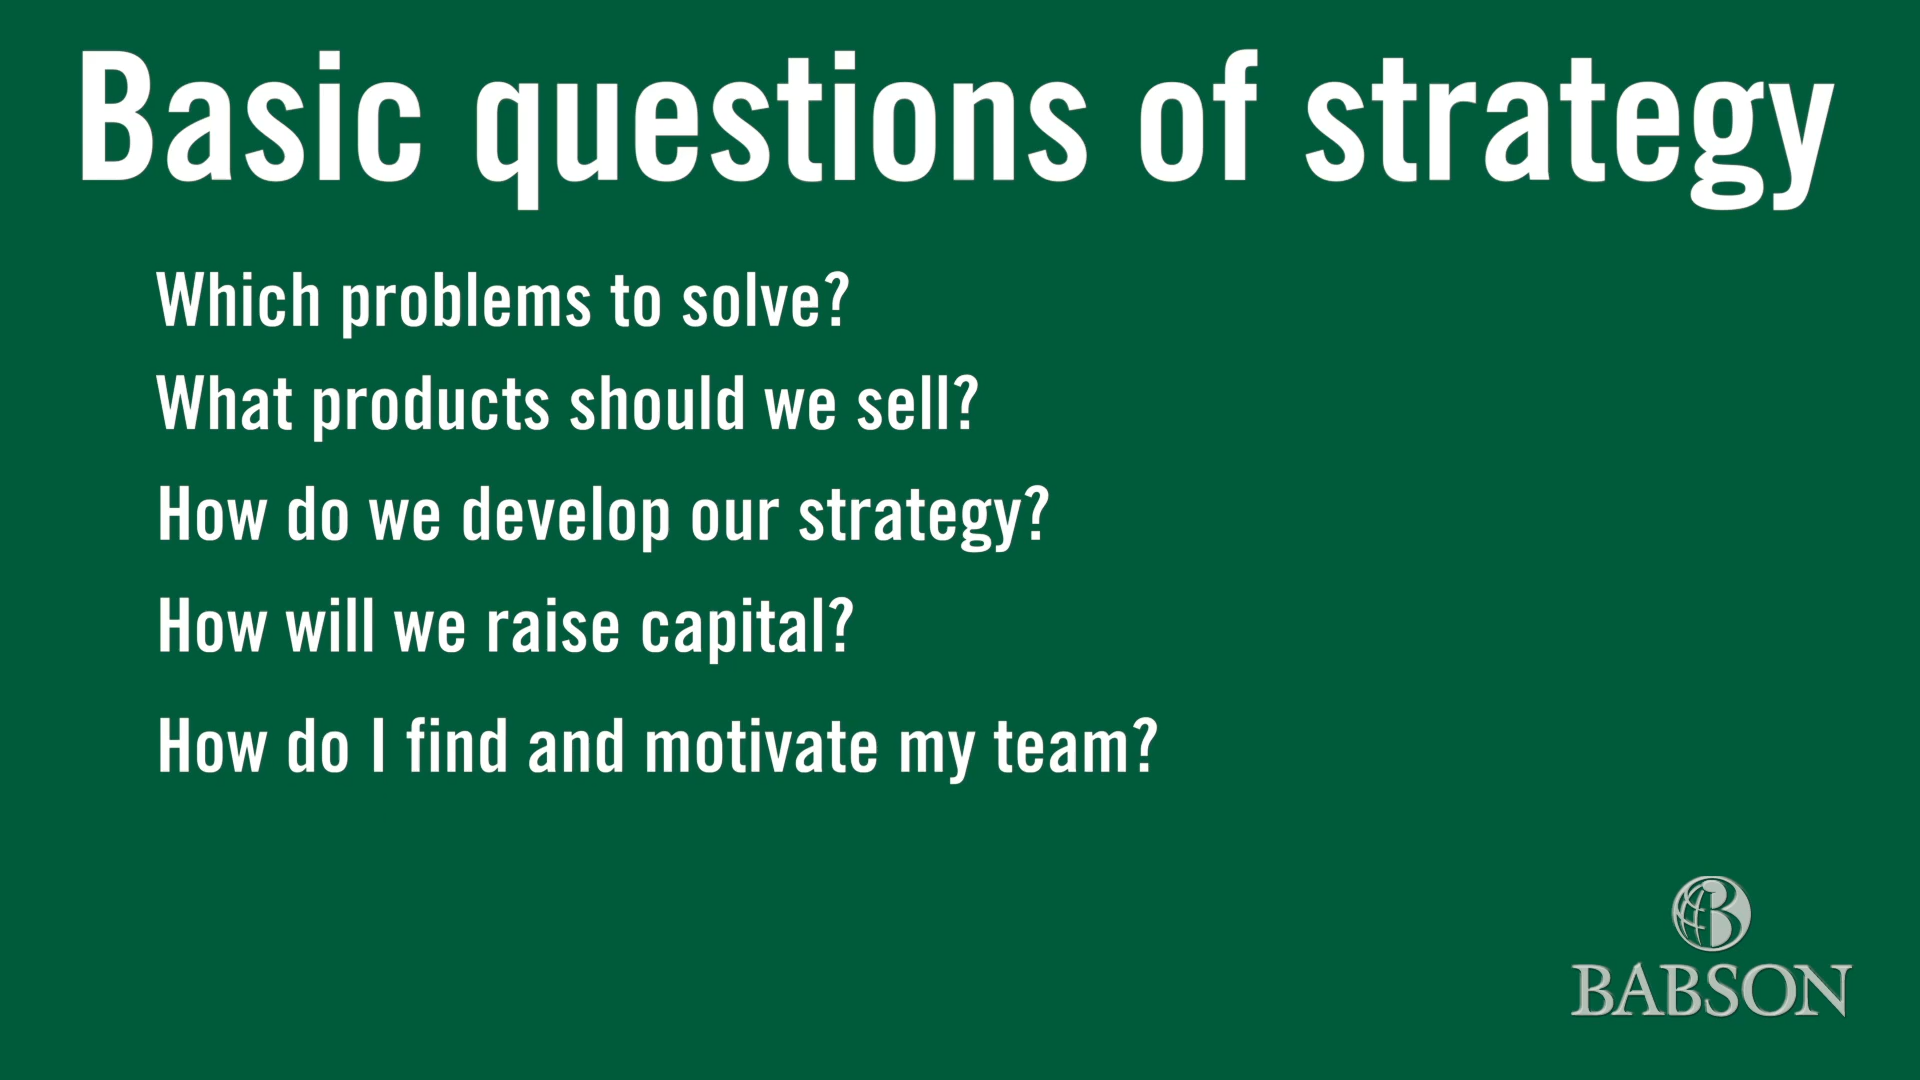 Basic questions of strategy
Which problems to solve?
What products should we sell?
How do we develop our strategy?
How will we raise capital?
How do I find and motivate my team?
B
BABSON